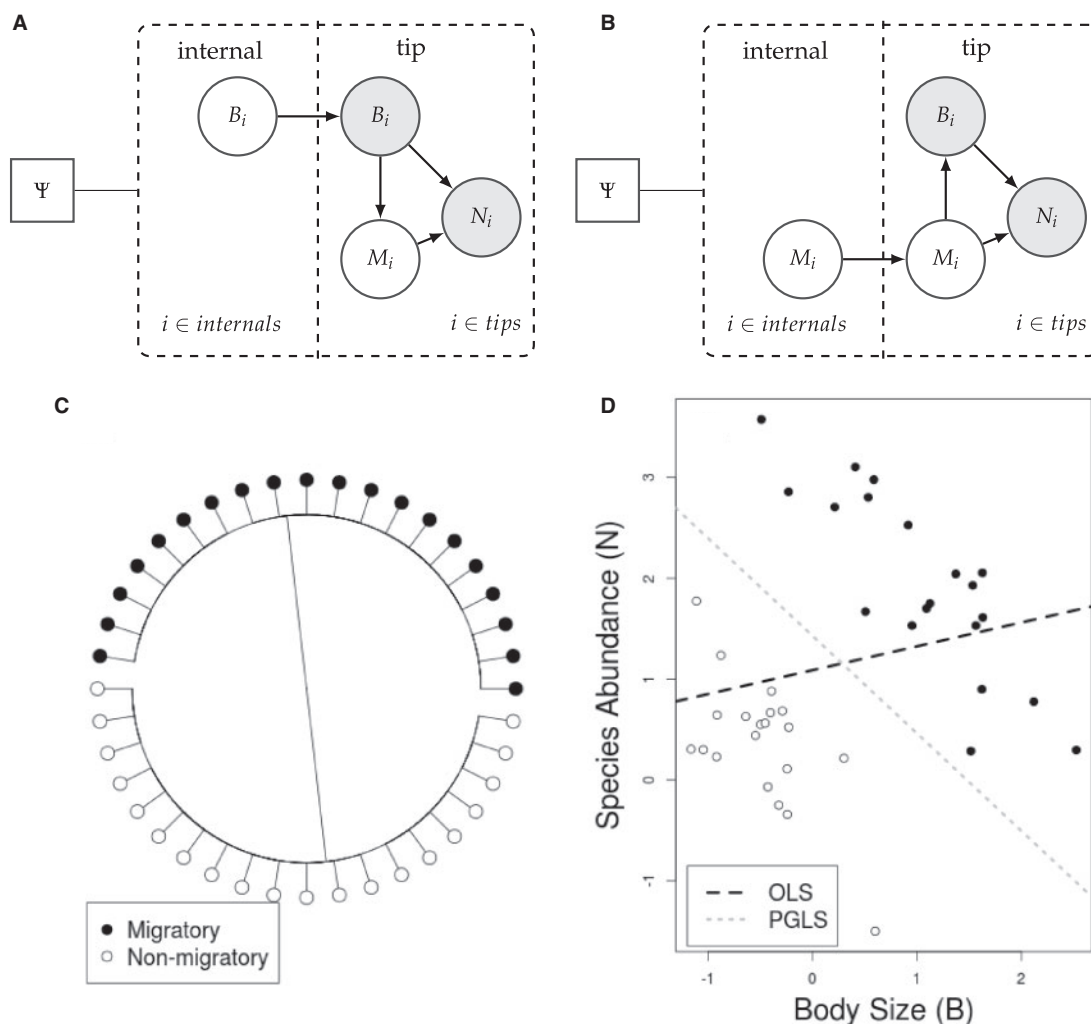 A
internal
tip
B_i
B_i
Ψ
N_i
M_i
i ∈ internals
i ∈ tips
B
internal
tip
B_i
Ψ
N_i
M_i
M_i
i ∈ internals
i ∈ tips
C
Migratory
Non-migratory
D
Species Abundance (N)
3
2
1
0
-1
OLS
PGLS
-1
0
1
2
Body Size (B)